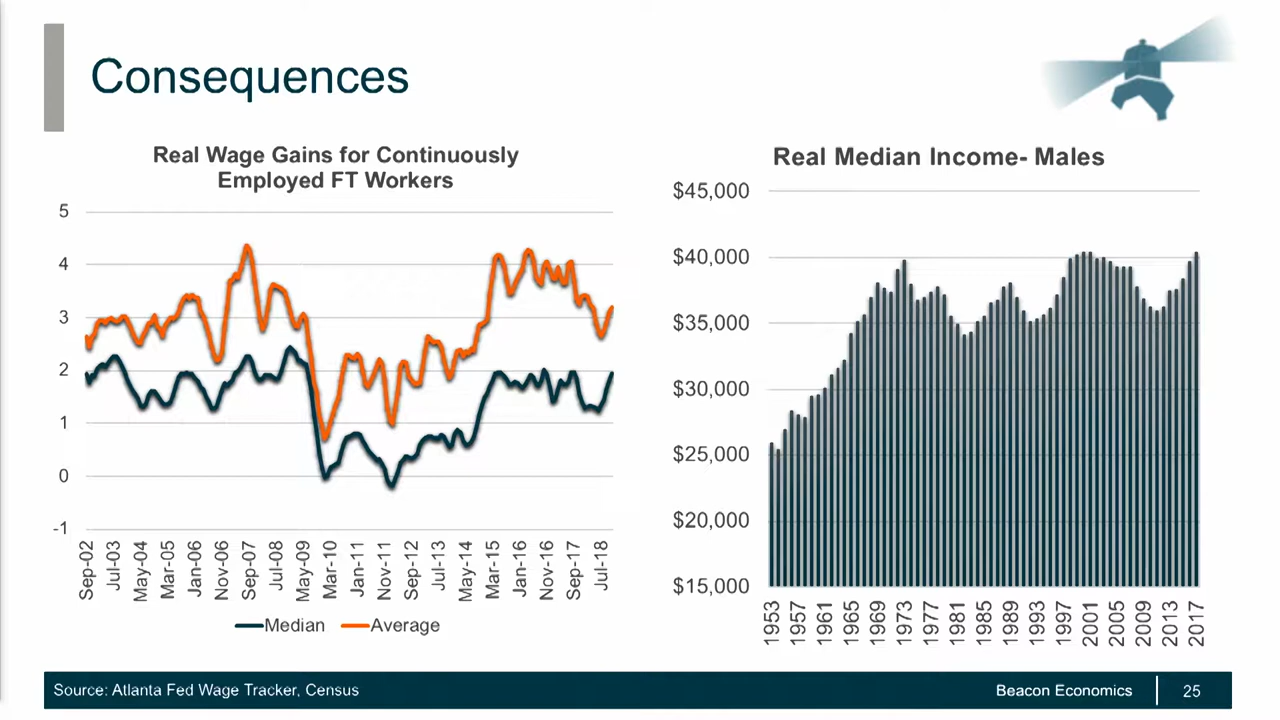 Consequences
Real Wage Gains for Continuously
Employed FT Workers
5
4
3
2
1
0
-1
Sep-02
Jul-03
May-04
Mar-05
Jan-06
Nov-06
Sep-07
Jul-08
May-09
Mar-10
Jan-11
Nov-11
Sep-12
Jul-13
May-14
Mar-15
Jan-16
Nov-16
Sep-17
Jul-18
Median
Average
Real Median Income- Males
$45,000
$40,000
$35,000
$30,000
$25,000
$20,000
$15,000
1953
1957
1961
1965
1969
1973
1977
1981
1985
1989
1993
1997
2001
2005
2009
2013
2017
Source: Atlanta Fed Wage Tracker, Census
Beacon Economics
25